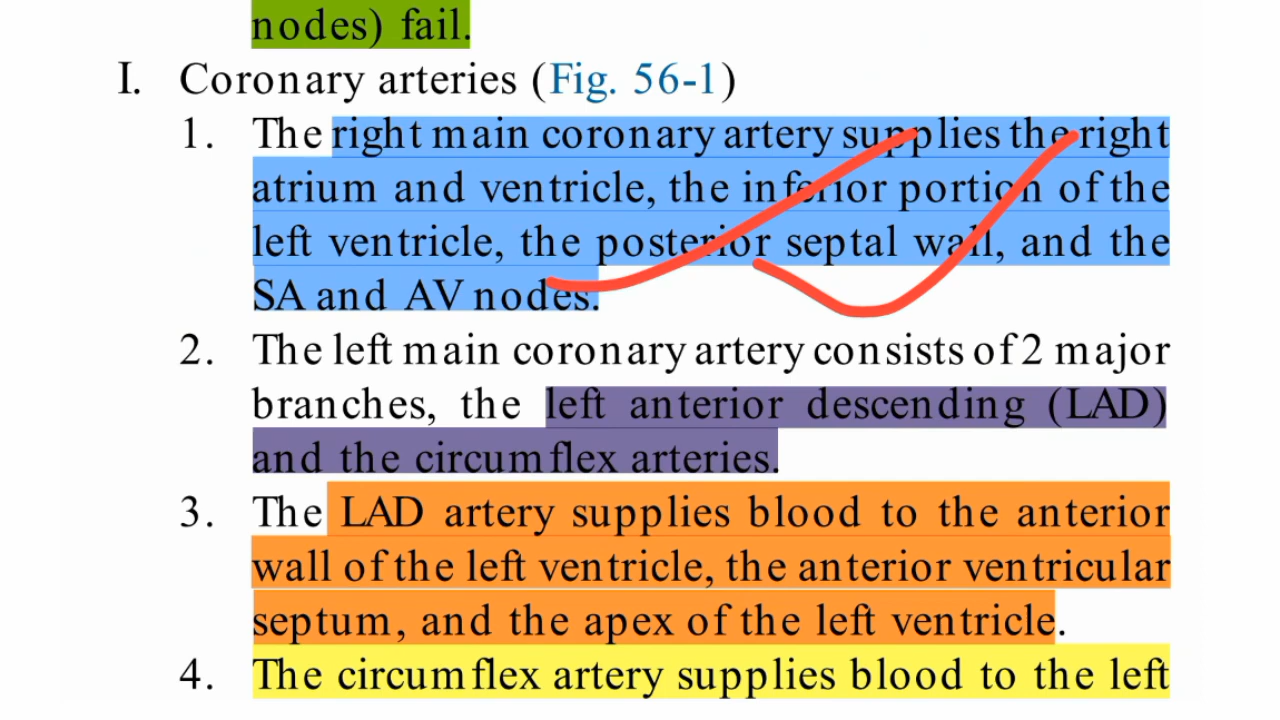 nodes) fail.
I. Coronary arteries (Fig. 56-1)
1. The right main coronary artery supplies the right
atrium and ventricle, the inferior portion of the
left ventricle, the posterior septal wall, and the
SA and AV nodes.
2. The left main coronary artery consists of 2 major
branches, the left anterior descending (LAD)
and the circumflex arteries.
3. The LAD artery supplies blood to the anterior
wall of the left ventricle, the anterior ventricular
septum, and the apex of the left ventricle.
4. The circumflex artery supplies blood to the left